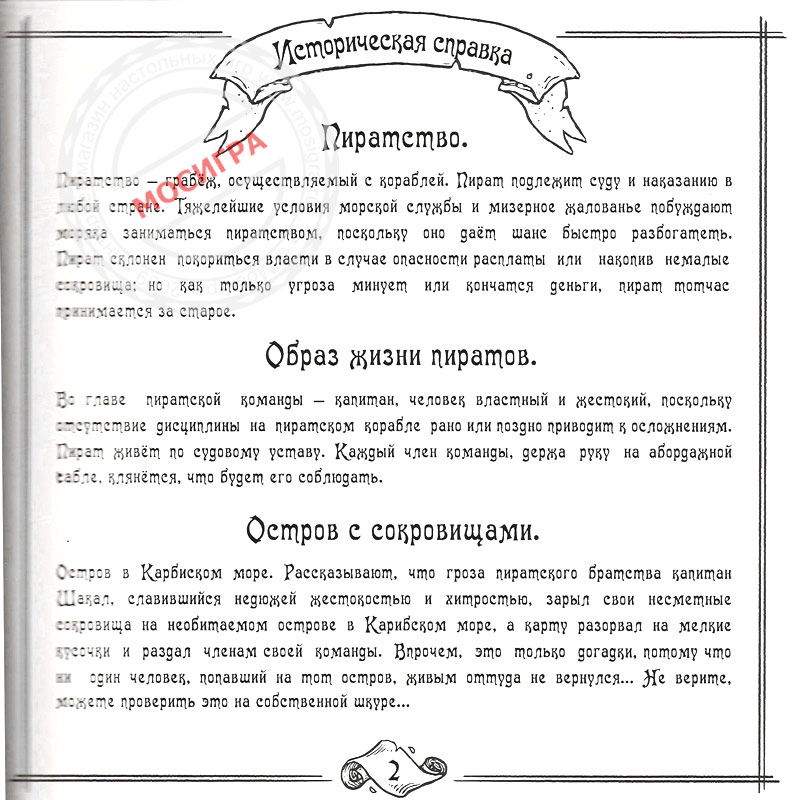 Историческая справка
Пиратство.
Пиратство – грабёж, осуществляемый с кораблей. Пират подлежит суду и наказанию в
любой стране. Тяжелейшие условия морской службы и мизерное жалованье побуждают
моряка заниматься пиратством, поскольку оно даёт шанс быстро разбогатеть.
Пират склонен покориться власти в случае опасности расплаты или накопив немалые
сокровища; но как только угроза минует или кончатся деньги, пират тотчас
принимается за старое.
Образ жизни пиратов.
Во главе пиратской команды – капитан, человек властный и жестокий, поскольку
отсутствие дисциплины на пиратском корабле рано или поздно приводит к осложнениям.
Пират живёт по судовому уставу. Каждый член команды, держа руку на абордажной
сабле, клянётся, что будет его соблюдать.
Остров с сокровищами.
Остров в Карбиском море. Рассказывают, что гроза пиратского братства капитан
Шакал, славившийся недюжей жестокостью и хитростью, зарыл свои несметные
сокровища на необитаемом острове в Карибском море, а карту разорвал на мелкие
кусочки и раздал членам своей команды. Впрочем, это только догадки, потому что
ни один человек, попавший на тот остров, живым оттуда не вернулся... Не верите,
можете проверить это на собственной шкуре...
2
МОСИГРА
магазин настольных игр www.mosigra